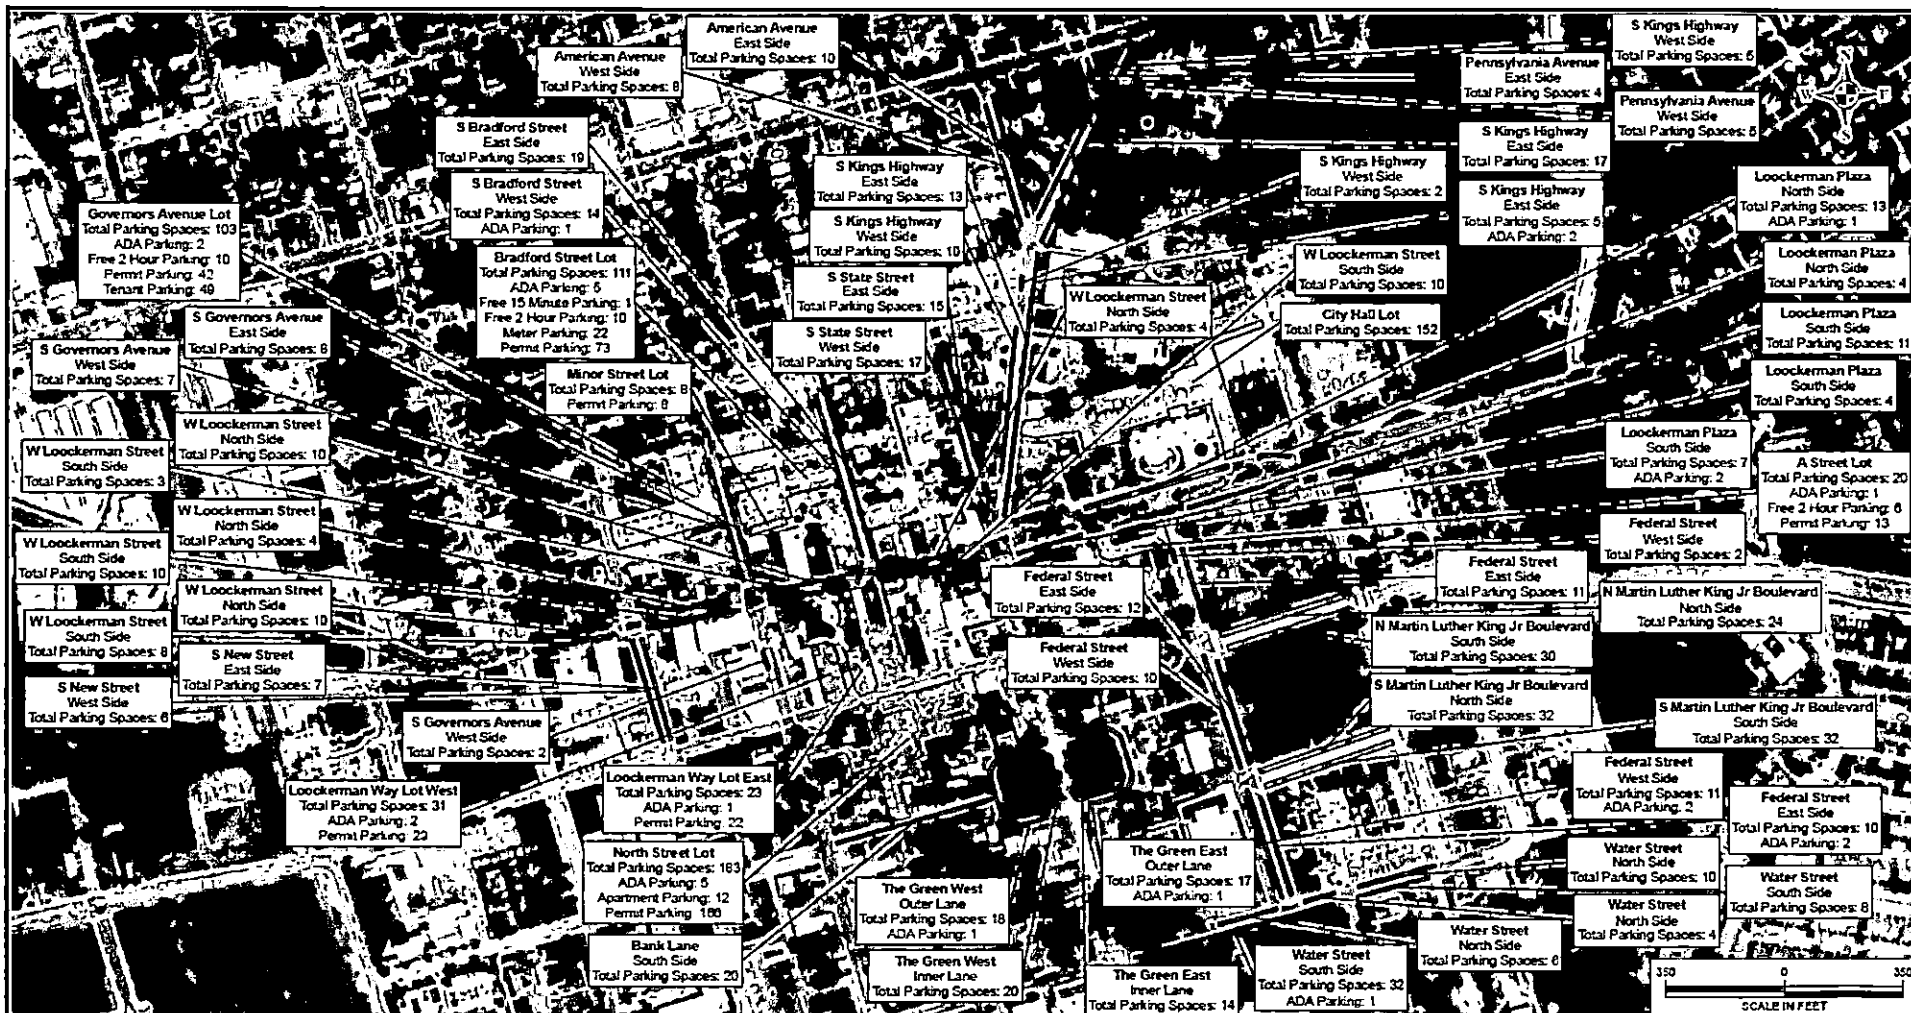 American Avenue
East Side
Total Parking Spaces: 10
American Avenue
West Side
Total Parking Spaces: 8
S Kings Highway
West Side
Total Parking Spaces: 5
Pennsylvania Avenue
East Side
Total Parking Spaces: 4
Pennsylvania Avenue
West Side
Total Parking Spaces: 5
N
W
E
S
S Bradford Street
East Side
Total Parking Spaces: 19
S Kings Highway
East Side
Total Parking Spaces: 17
S Kings Highway
East Side
Total Parking Spaces: 13
S Kings Highway
West Side
Total Parking Spaces: 2
S Bradford Street
West Side
Total Parking Spaces: 14
ADA Parking: 1
S Kings Highway
East Side
Total Parking Spaces: 5
ADA Parking: 2
Loockerman Plaza
North Side
Total Parking Spaces: 13
ADA Parking: 1
Governors Avenue Lot
Total Parking Spaces: 103
ADA Parking: 2
Free 2 Hour Parking: 10
Permit Parking: 42
Tenant Parking: 49
S Kings Highway
West Side
Total Parking Spaces: 10
Bradford Street Lot
Total Parking Spaces: 111
ADA Parking: 5
Free 15 Minute Parking: 1
Free 2 Hour Parking: 10
Meter Parking: 22
Permit Parking: 73
W Loockerman Street
South Side
Total Parking Spaces: 10
Loockerman Plaza
North Side
Total Parking Spaces: 4
S State Street
East Side
Total Parking Spaces: 15
W Loockerman Street
North Side
Total Parking Spaces: 4
City Hall Lot
Total Parking Spaces: 152
S Governors Avenue
East Side
Total Parking Spaces: 6
Loockerman Plaza
South Side
Total Parking Spaces: 11
S State Street
West Side
Total Parking Spaces: 17
S Governors Avenue
West Side
Total Parking Spaces: 7
Minor Street Lot
Total Parking Spaces: 8
Permit Parking: 8
Loockerman Plaza
South Side
Total Parking Spaces: 4
W Loockerman Street
North Side
Total Parking Spaces: 10
Loockerman Plaza
South Side
Total Parking Spaces: 7
ADA Parking: 2
W Loockerman Street
South Side
Total Parking Spaces: 3
A Street Lot
Total Parking Spaces: 20
ADA Parking: 1
Free 2 Hour Parking: 6
Permit Parking: 13
W Loockerman Street
North Side
Total Parking Spaces: 4
Federal Street
West Side
Total Parking Spaces: 2
W Loockerman Street
South Side
Total Parking Spaces: 10
Federal Street
East Side
Total Parking Spaces: 11
Federal Street
East Side
Total Parking Spaces: 12
W Loockerman Street
North Side
Total Parking Spaces: 10
N Martin Luther King Jr Boulevard
North Side
Total Parking Spaces: 24
W Loockerman Street
South Side
Total Parking Spaces: 8
N Martin Luther King Jr Boulevard
South Side
Total Parking Spaces: 30
Federal Street
West Side
Total Parking Spaces: 10
S New Street
East Side
Total Parking Spaces: 7
S New Street
West Side
Total Parking Spaces: 6
S Martin Luther King Jr Boulevard
North Side
Total Parking Spaces: 32
S Martin Luther King Jr Boulevard
South Side
Total Parking Spaces: 32
S Governors Avenue
West Side
Total Parking Spaces: 2
Federal Street
West Side
Total Parking Spaces: 11
ADA Parking: 2
Loockerman Way Lot East
Total Parking Spaces: 23
ADA Parking: 1
Permit Parking: 22
Loockerman Way Lot West
Total Parking Spaces: 31
ADA Parking: 2
Permit Parking: 29
Federal Street
East Side
Total Parking Spaces: 10
ADA Parking: 2
North Street Lot
Total Parking Spaces: 183
ADA Parking: 5
Apartment Parking: 12
Permit Parking: 166
The Green East
Outer Lane
Total Parking Spaces: 17
ADA Parking: 1
Water Street
North Side
Total Parking Spaces: 10
Water Street
South Side
Total Parking Spaces: 8
The Green West
Outer Lane
Total Parking Spaces: 18
ADA Parking: 1
Water Street
North Side
Total Parking Spaces: 4
Water Street
North Side
Total Parking Spaces: 6
Bank Lane
South Side
Total Parking Spaces: 20
The Green West
Inner Lane
Total Parking Spaces: 20
Water Street
South Side
Total Parking Spaces: 32
ADA Parking: 1
The Green East
Inner Lane
Total Parking Spaces: 14
350
0
350
SCALE IN FEET